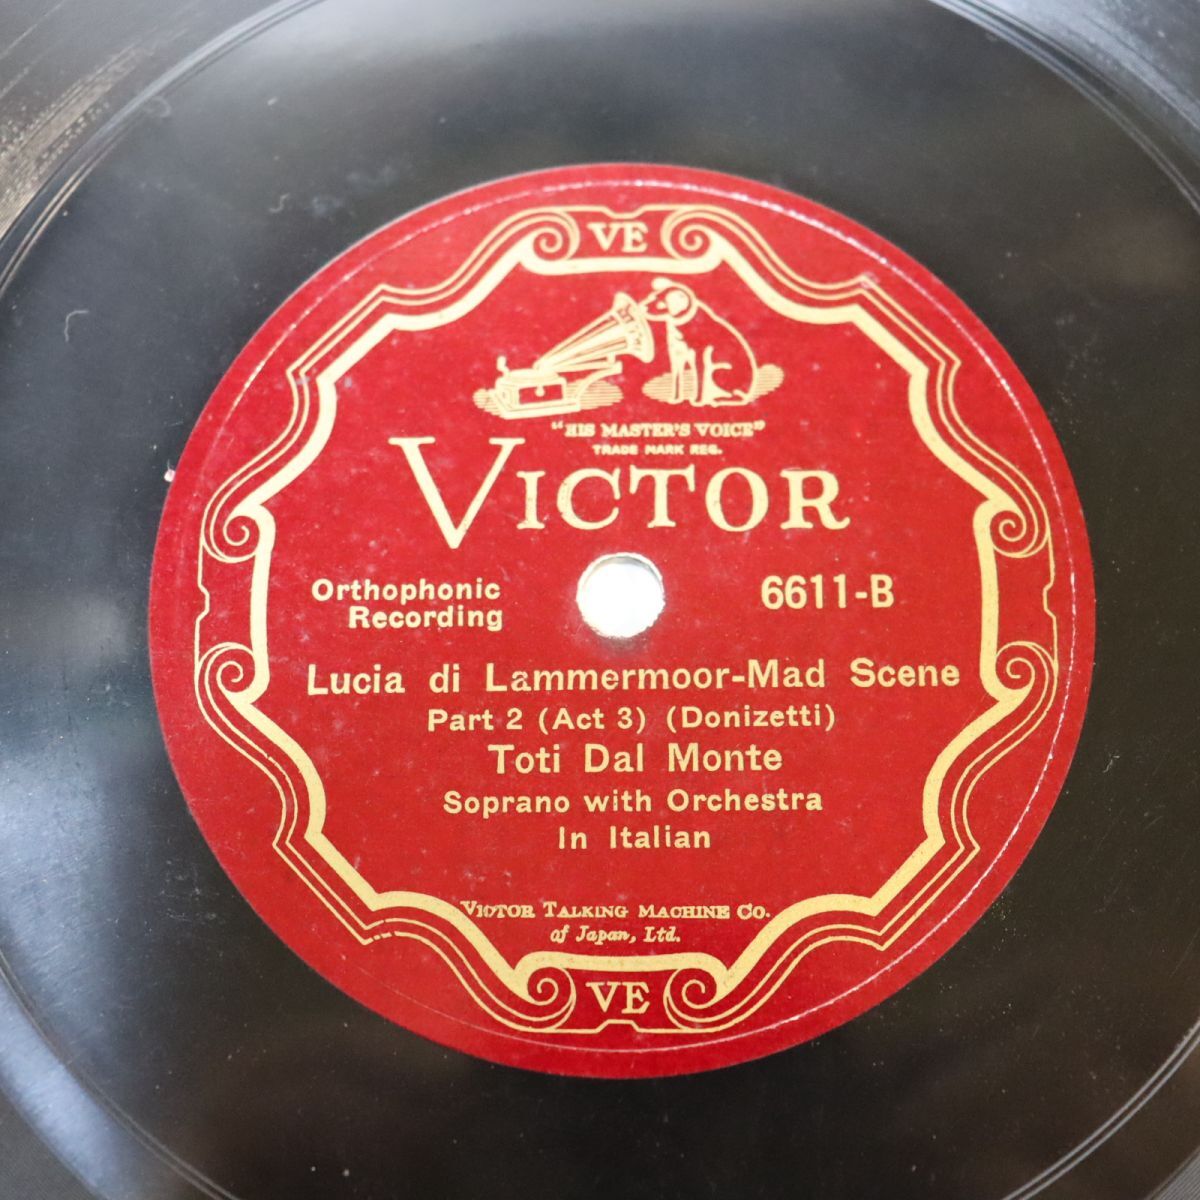 VE
"HIS MASTER'S VOICE"
TRADE MARK REG.
VICTOR
Orthophonic
Recording
6611-B
Lucia di Lammermoor-Mad Scene
Part 2 (Act 3) (Donizetti)
Toti Dal Monte
Soprano with Orchestra
In Italian
VICTOR TALKING MACHINE CO.
of Japan, Ltd.
VE